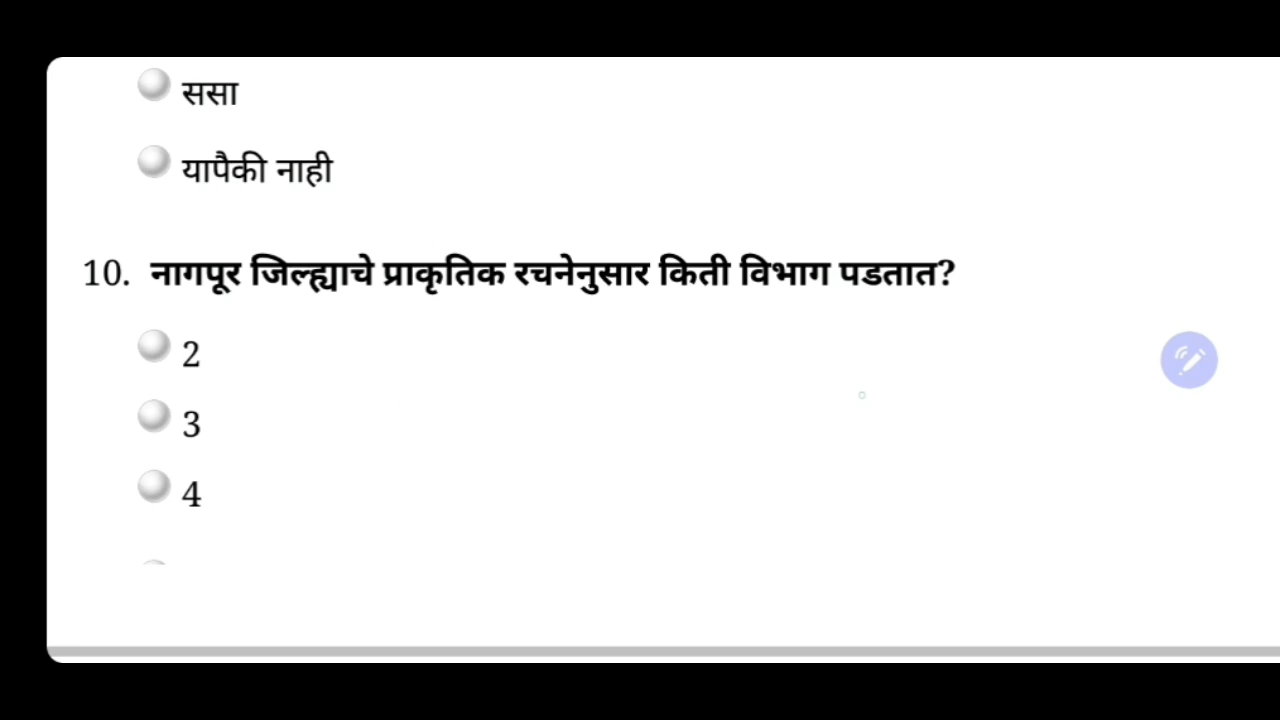 ससा
यापैकी नाही
10. नागपूर जिल्ह्याचे प्राकृतिक रचनेनुसार किती विभाग पडतात?
2
3
4